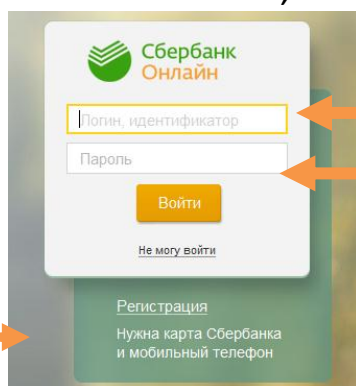 Сбербанк
Онлайн
Логин, идентификатор
Пароль
Войти
Не могу войти
Регистрация
Нужна карта Сбербанка
и мобильный телефон